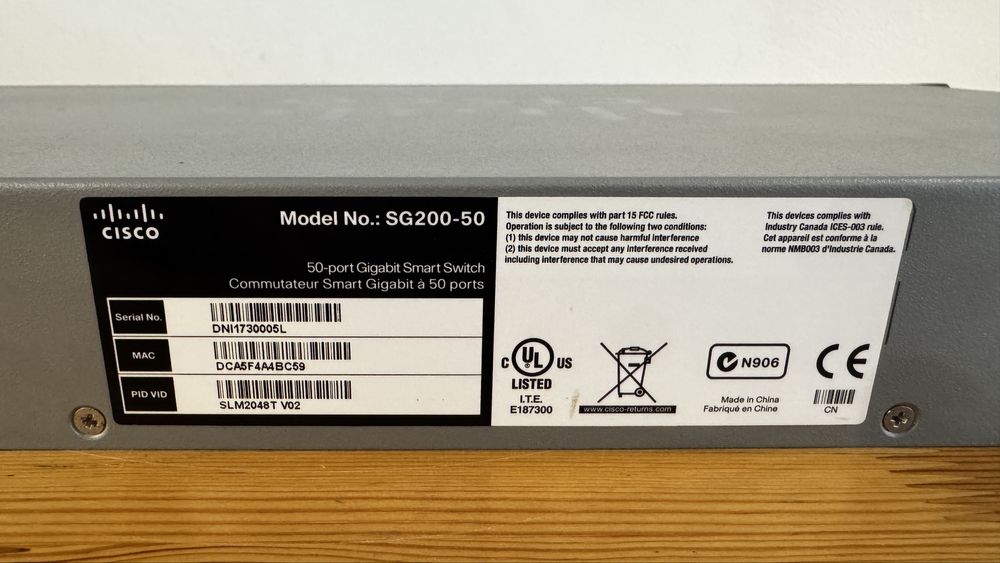 CISCO
Model No.: SG200-50
50-port Gigabit Smart Switch
Commutateur Smart Gigabit à 50 ports
Serial No.
DNI1730005L
MAC
DCA5F4A4BC59
PID VID
SLM2048T V02
This device complies with part 15 FCC rules.
Operation is subject to the following two conditions:
(1) this device may not cause harmful interference
(2) this device must accept any interference received
including interference that may cause undesired operations.
This devices complies with
Industry Canada ICES-003 rule.
Cet appareil est conforme à la
norme NMB003 d'Industrie Canada.
C UL US
LISTED
I.T.E.
E187300
www.cisco-returns.com
N906
Made in China
Fabriqué en Chine
CE
CN